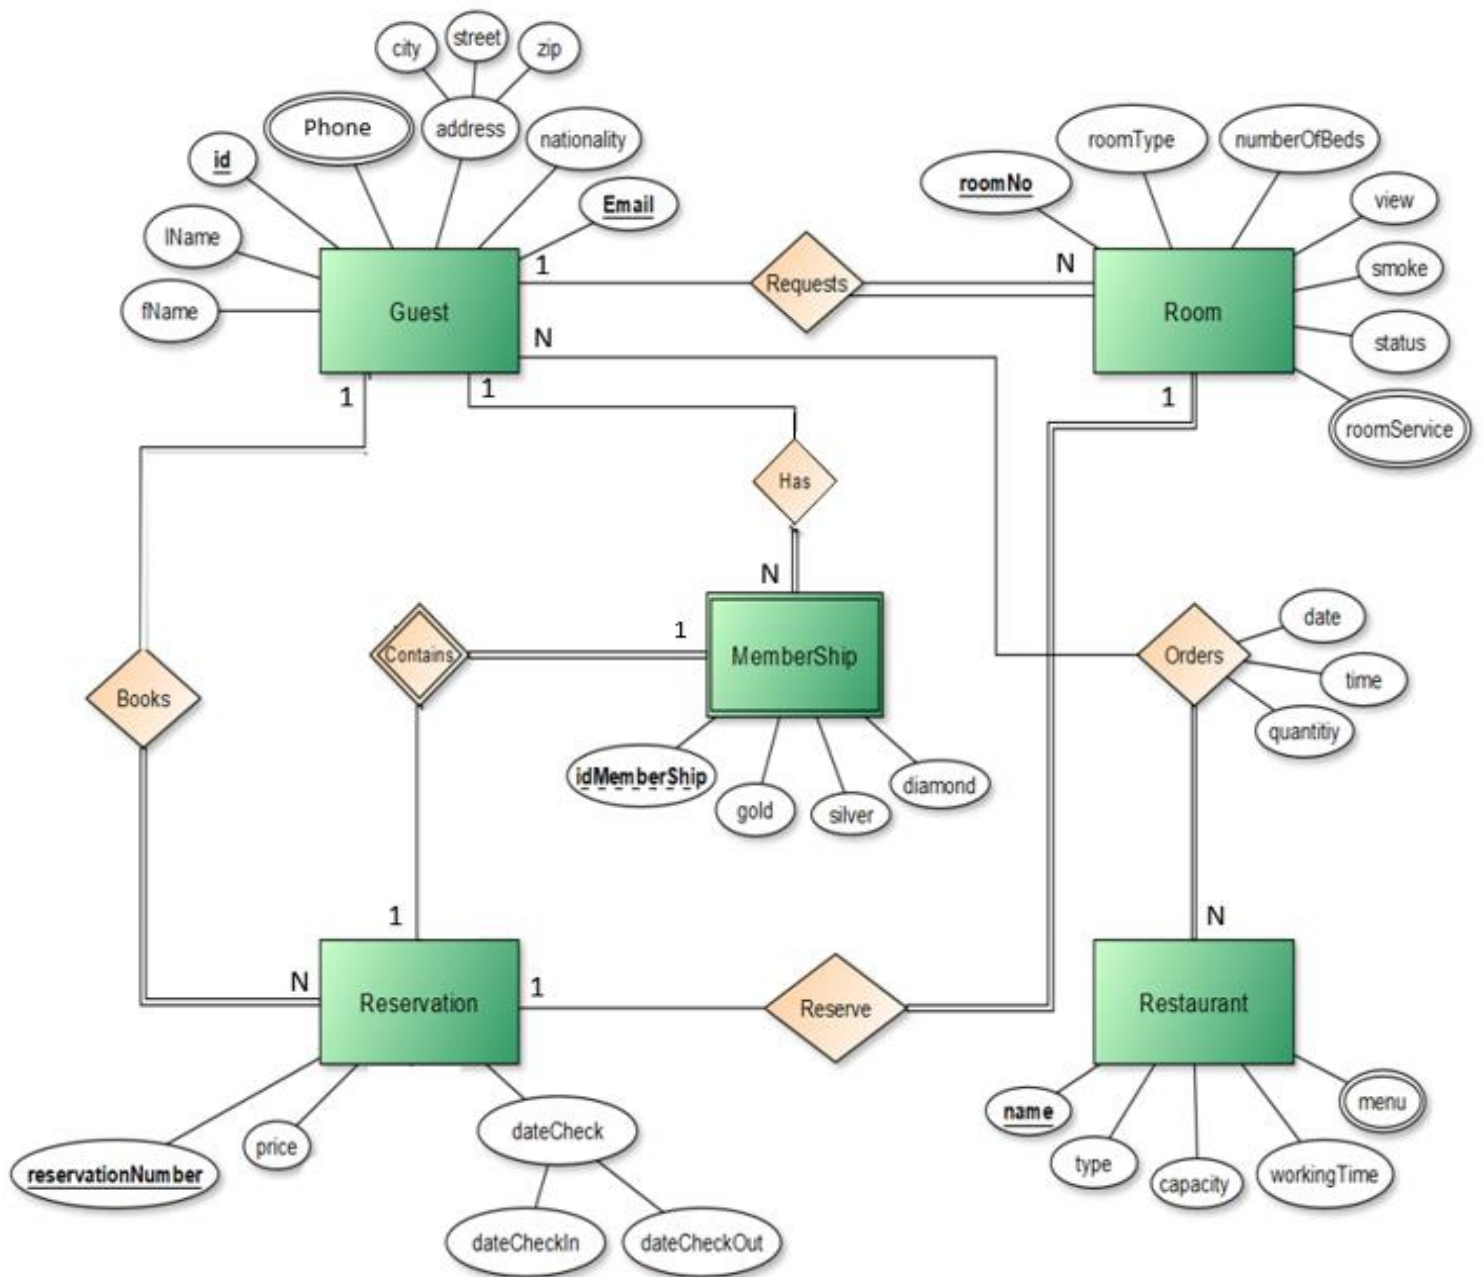 city
street
zip
Phone
address
nationality
id
Email
lName
fName
Guest
1
Requests
N
roomNo
roomType
numberOfBeds
view
smoke
status
roomService
Room
N
1
1
1
Has
N
Contains
1
MemberShip
idMemberShip
gold
silver
diamond
Books
Orders
date
time
quantitiy
1
N
N
Reservation
1
Reserve
Restaurant
reservationNumber
price
dateCheck
dateCheckIn
dateCheckOut
name
type
capacity
workingTime
menu